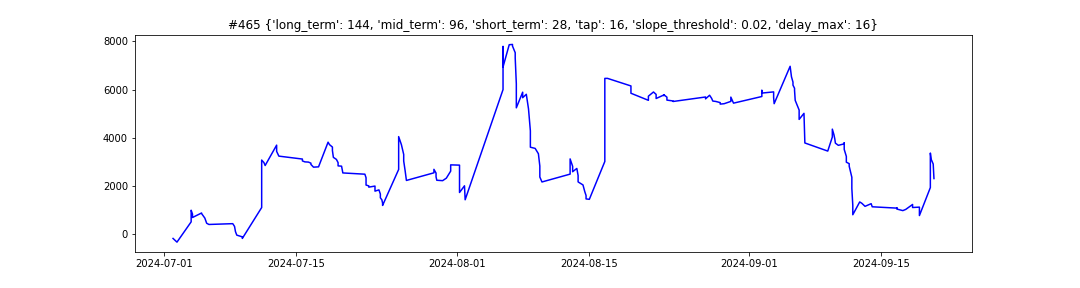 #465 {'long_term': 144, 'mid_term': 96, 'short_term': 28, 'tap': 16, 'slope_threshold': 0.02, 'delay_max': 16}
8000
6000
4000
2000
0
2024-07-01 2024-07-15 2024-08-01 2024-08-15 2024-09-01 2024-09-15